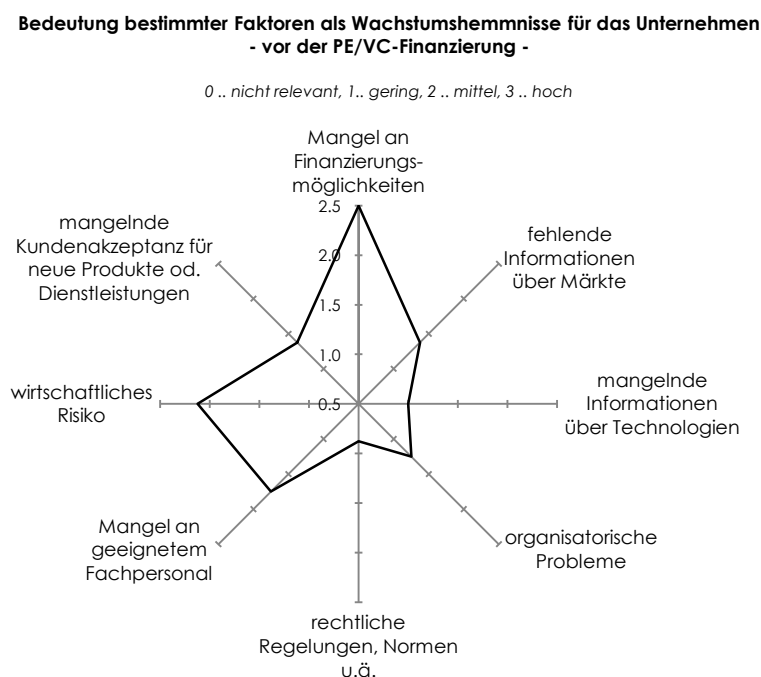 Bedeutung bestimmter Faktoren als Wachstumshemmnisse für das Unternehmen
- vor der PE/VC-Finanzierung -
0 .. nicht relevant, 1.. gering, 2 .. mittel, 3 .. hoch
Mangel an
Finanzierungs-
möglichkeiten
2.5
2.0
1.5
1.0
0.5
fehlende
Informationen
über Märkte
mangelnde
Informationen
über Technologien
organisatorische
Probleme
rechtliche
Regelungen, Normen
u.ä.
Mangel an
geeignetem
Fachpersonal
wirtschaftliches
Risiko
mangelnde
Kundenakzeptanz für
neue Produkte od.
Dienstleistungen